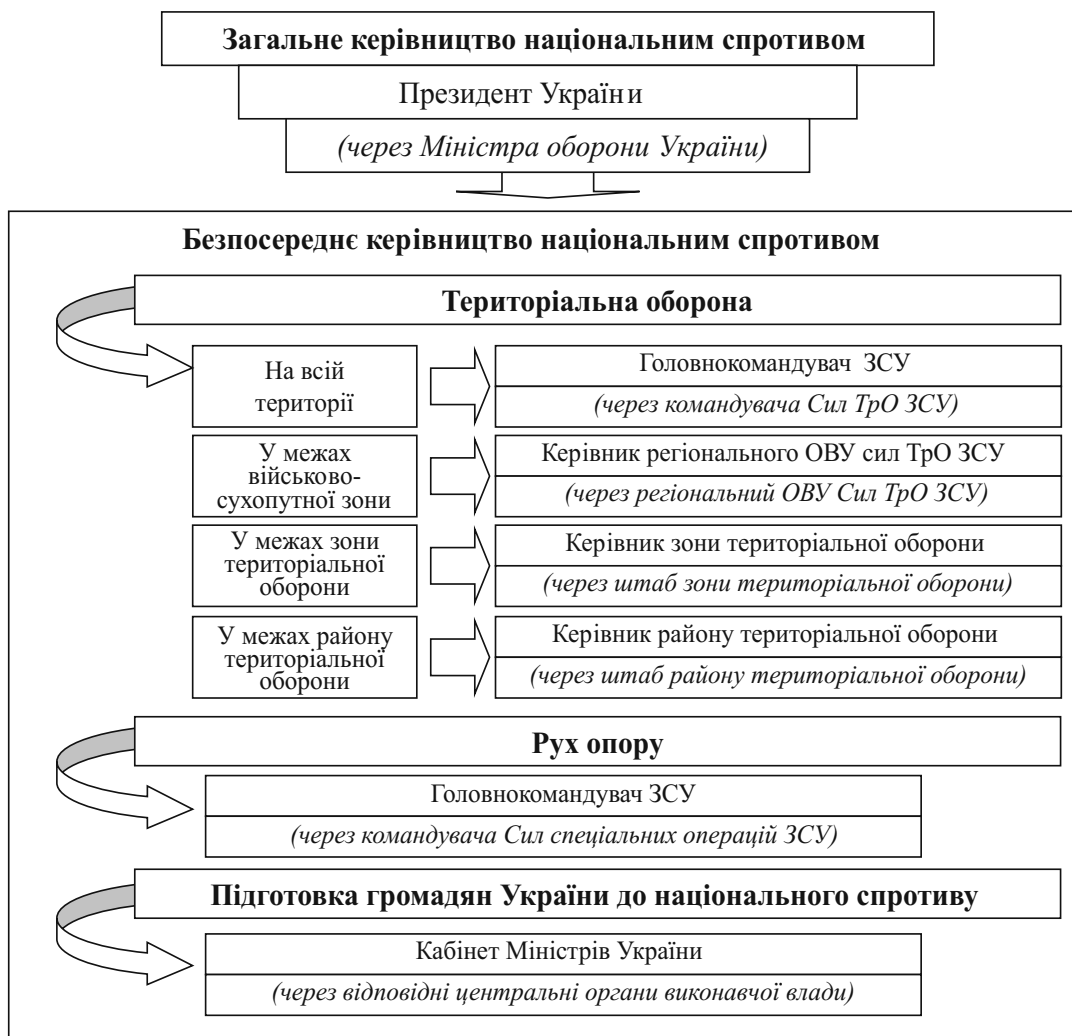 Загальне керівництво національним спротивом
Президент України
(через Міністра оборони України)
Безпосереднє керівництво національним спротивом
Територіальна оборона
На всій
території
Головнокомандувач ЗСУ
(через командувача Сил ТрО ЗСУ)
У межах
військово-
сухопутної зони
Керівник регіонального ОВУ сил ТрО ЗСУ
(через регіональний ОВУ Сил ТрО ЗСУ)
У межах зони
територіальної
оборони
Керівник зони територіальної оборони
(через штаб зони територіальної оборони)
У межах району
територіальної
оборони
Керівник району територіальної оборони
(через штаб району територіальної оборони)
Рух опору
Головнокомандувач ЗСУ
(через командувача Сил спеціальних операцій ЗСУ)
Підготовка громадян України до національного спротиву
Кабінет Міністрів України
(через відповідні центральні органи виконавчої влади)